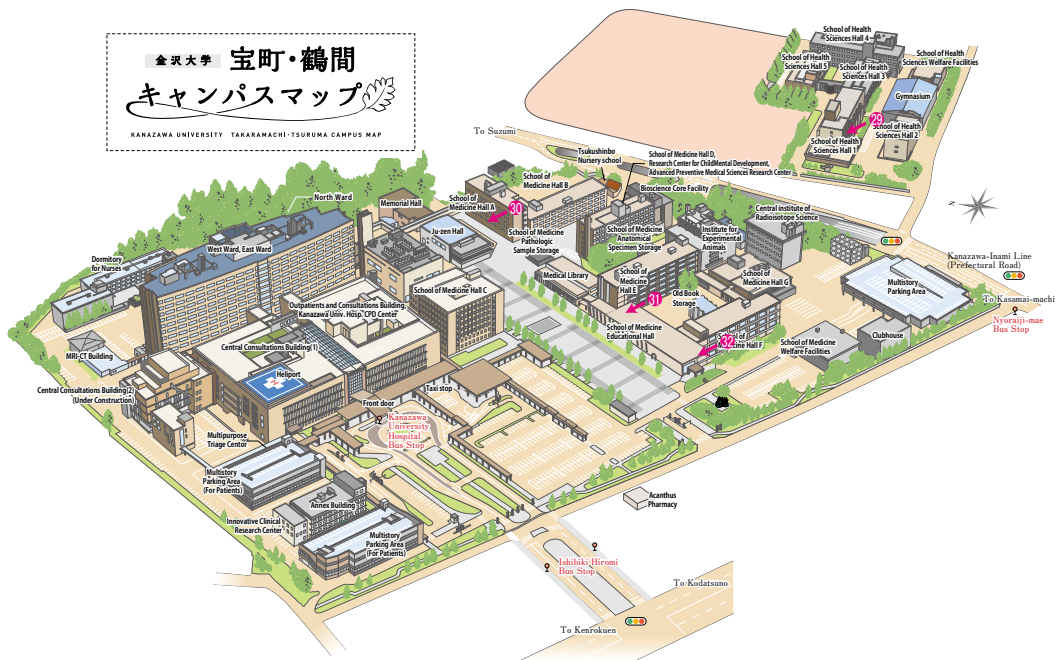 金沢大学 宝町・鶴間
キャンパスマップ
KANAZAWA UNIVERSITY TAKARAMACHI・TSURUMA CAMPUS MAP
School of Health
Sciences Hall 4
School of Health
Sciences Hall 5
School of Health
Sciences Hall 3
School of Health
Sciences Welfare Facilities
Gymnasium
29
School of Health
Sciences Hall 2
School of Health
Sciences Hall 1
To Suzumi
Tsukushinbo
Nursery school
School of Medicine Hall D,
Research Center for ChildMental Development,
Advanced Preventive Medical Sciences Research Center
School of
Medicine Hall B
Bioscience Core Facility
North Ward
Memorial Hall
School of
Medicine Hall A
30
Central institute of
Radioisotope Science
Ju-zen Hall
School of Medicine
Pathologic
Sample Storage
School of Medicine
Anatomical
Specimen Storage
Institute for
Experimental
Animals
N
West Ward, East Ward
Dormitory
for Nurses
Kanazawa-Inami Line
(Prefectural Road)
Medical Library
School of
Medicine
Hall E
School of
Medicine Hall G
Multistory
Parking Area
School of Medicine Hall C
Old Book
Storage
31
To Kasamai-machi
Outpatients and Consultations Building,
Kanazawa Univ. Hosp. CPD Center
Nyoraiji-mae
Bus Stop
School of Medicine
Educational Hall
Clubhouse
32
School of
Medicine Hall F
School of Medicine
Welfare Facilities
Central Consultations Building(1)
MRI-CT Building
Heliport
Central Consultations Building(2)
(Under Construction)
Taxi stop
Front door
Kanazawa
University
Hospital
Bus Stop
Multipurpose
Triage Center
Multistory
Parking Area
(For Patients)
Annex Building
Acanthus
Pharmacy
Innovative Clinical
Research Center
Multistory
Parking Area
(For Patients)
Ishibiki Hiromi
Bus Stop
To Kodatsuno
To Kenrokuen